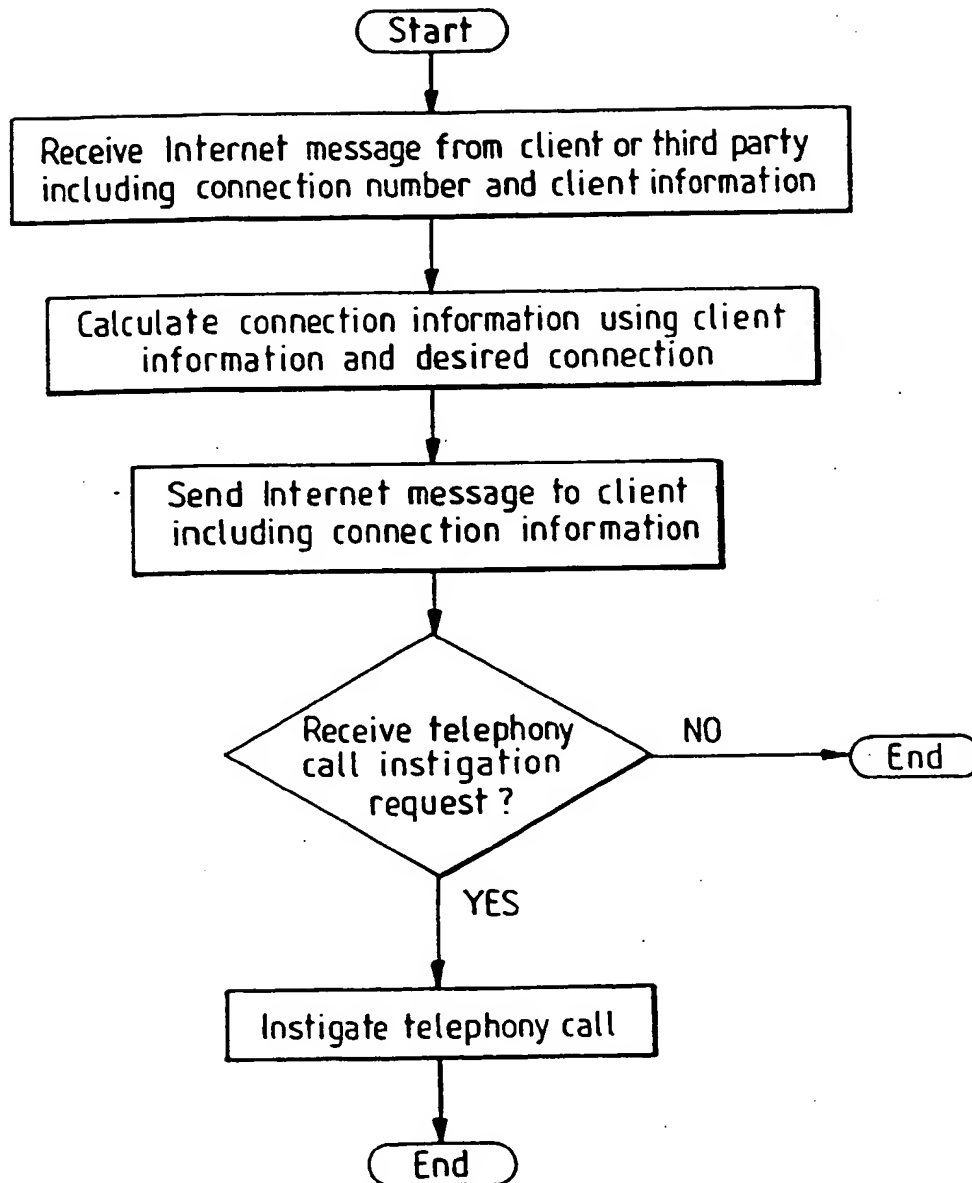 Start
Receive Internet message from client or third party
including connection number and client information
Calculate connection information using client
information and desired connection
Send Internet message to client
including connection information
Receive telephony
call instigation
request?
NO
End
YES
Instigate telephony call
End